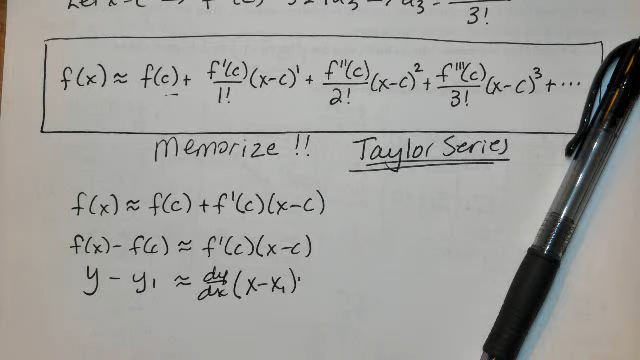 f(x) ≈ f(c) + f'(c)/1! (x-c)¹ + f''(c)/2! (x-c)² + f'''(c)/3! (x-c)³ + ...
Memorize !! Taylor Series
f(x) ≈ f(c) + f'(c)(x-c)
f(x) - f(c) ≈ f'(c)(x-c)
y - y₁ ≈ dy/dx (x-x₁)